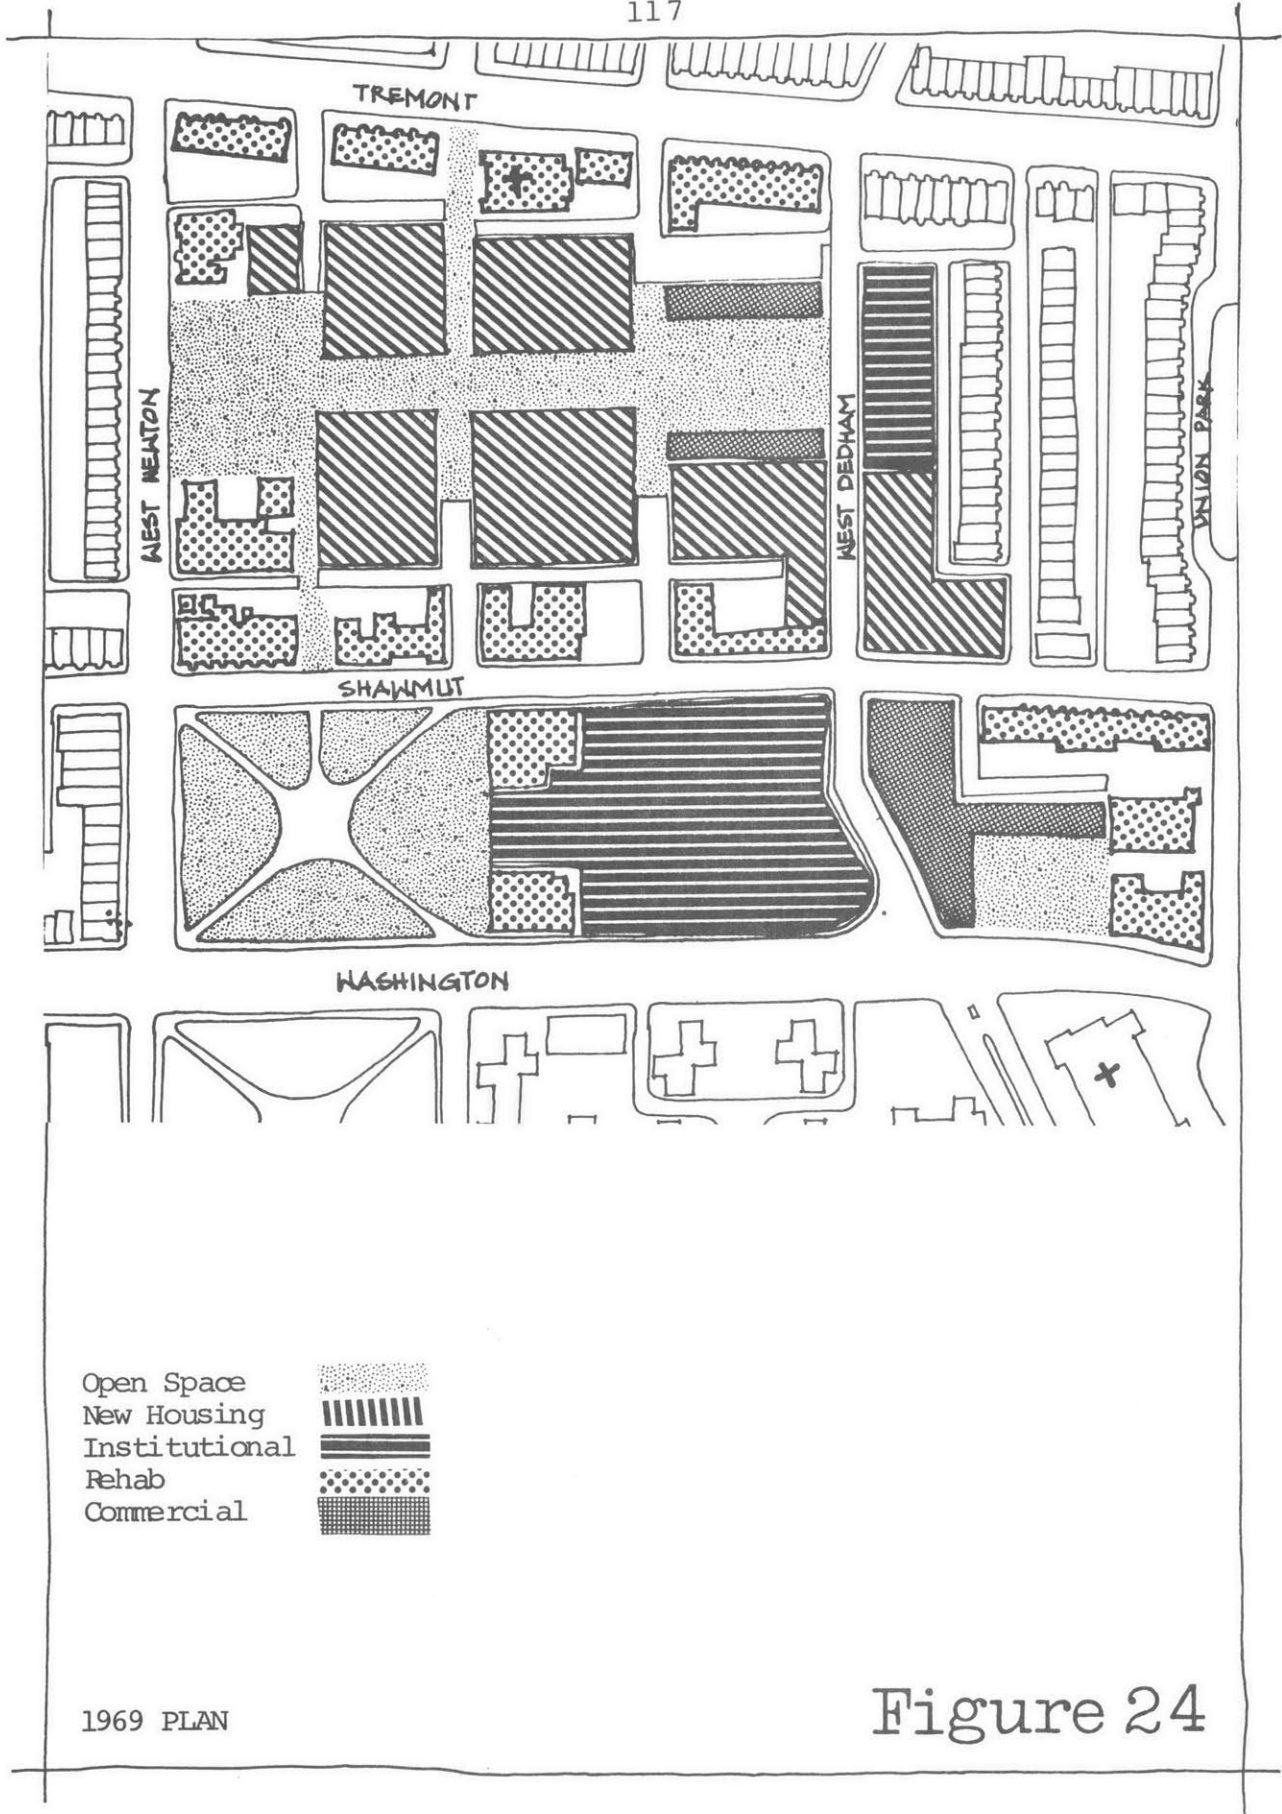 117
TREMONT
WEST NEWTON
WEST DEDHAM
UNION PARK
SHAWMUT
WASHINGTON
Open Space
New Housing
Institutional
Rehab
Commercial
1969 PLAN
Figure 24